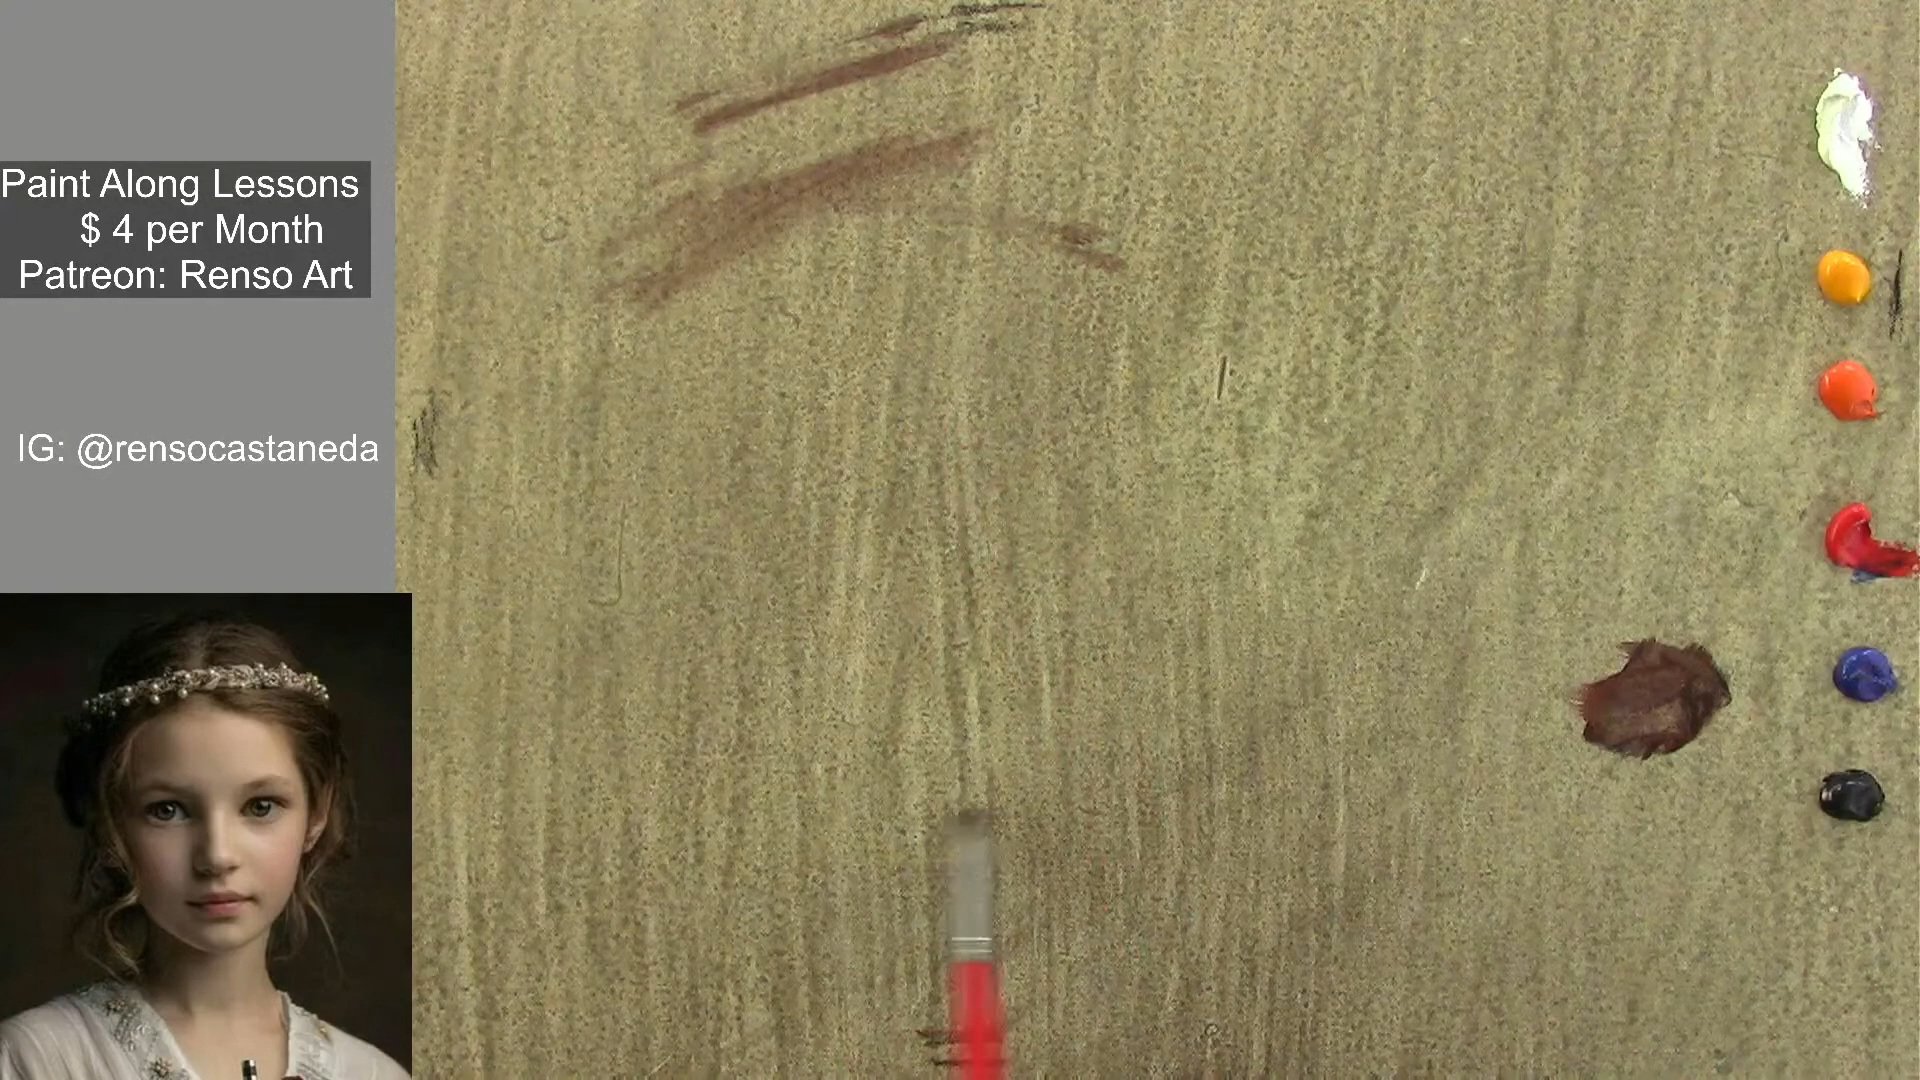 Paint Along Lessons
$ 4 per Month
Patreon: Renso Art
IG: @rensocastaneda